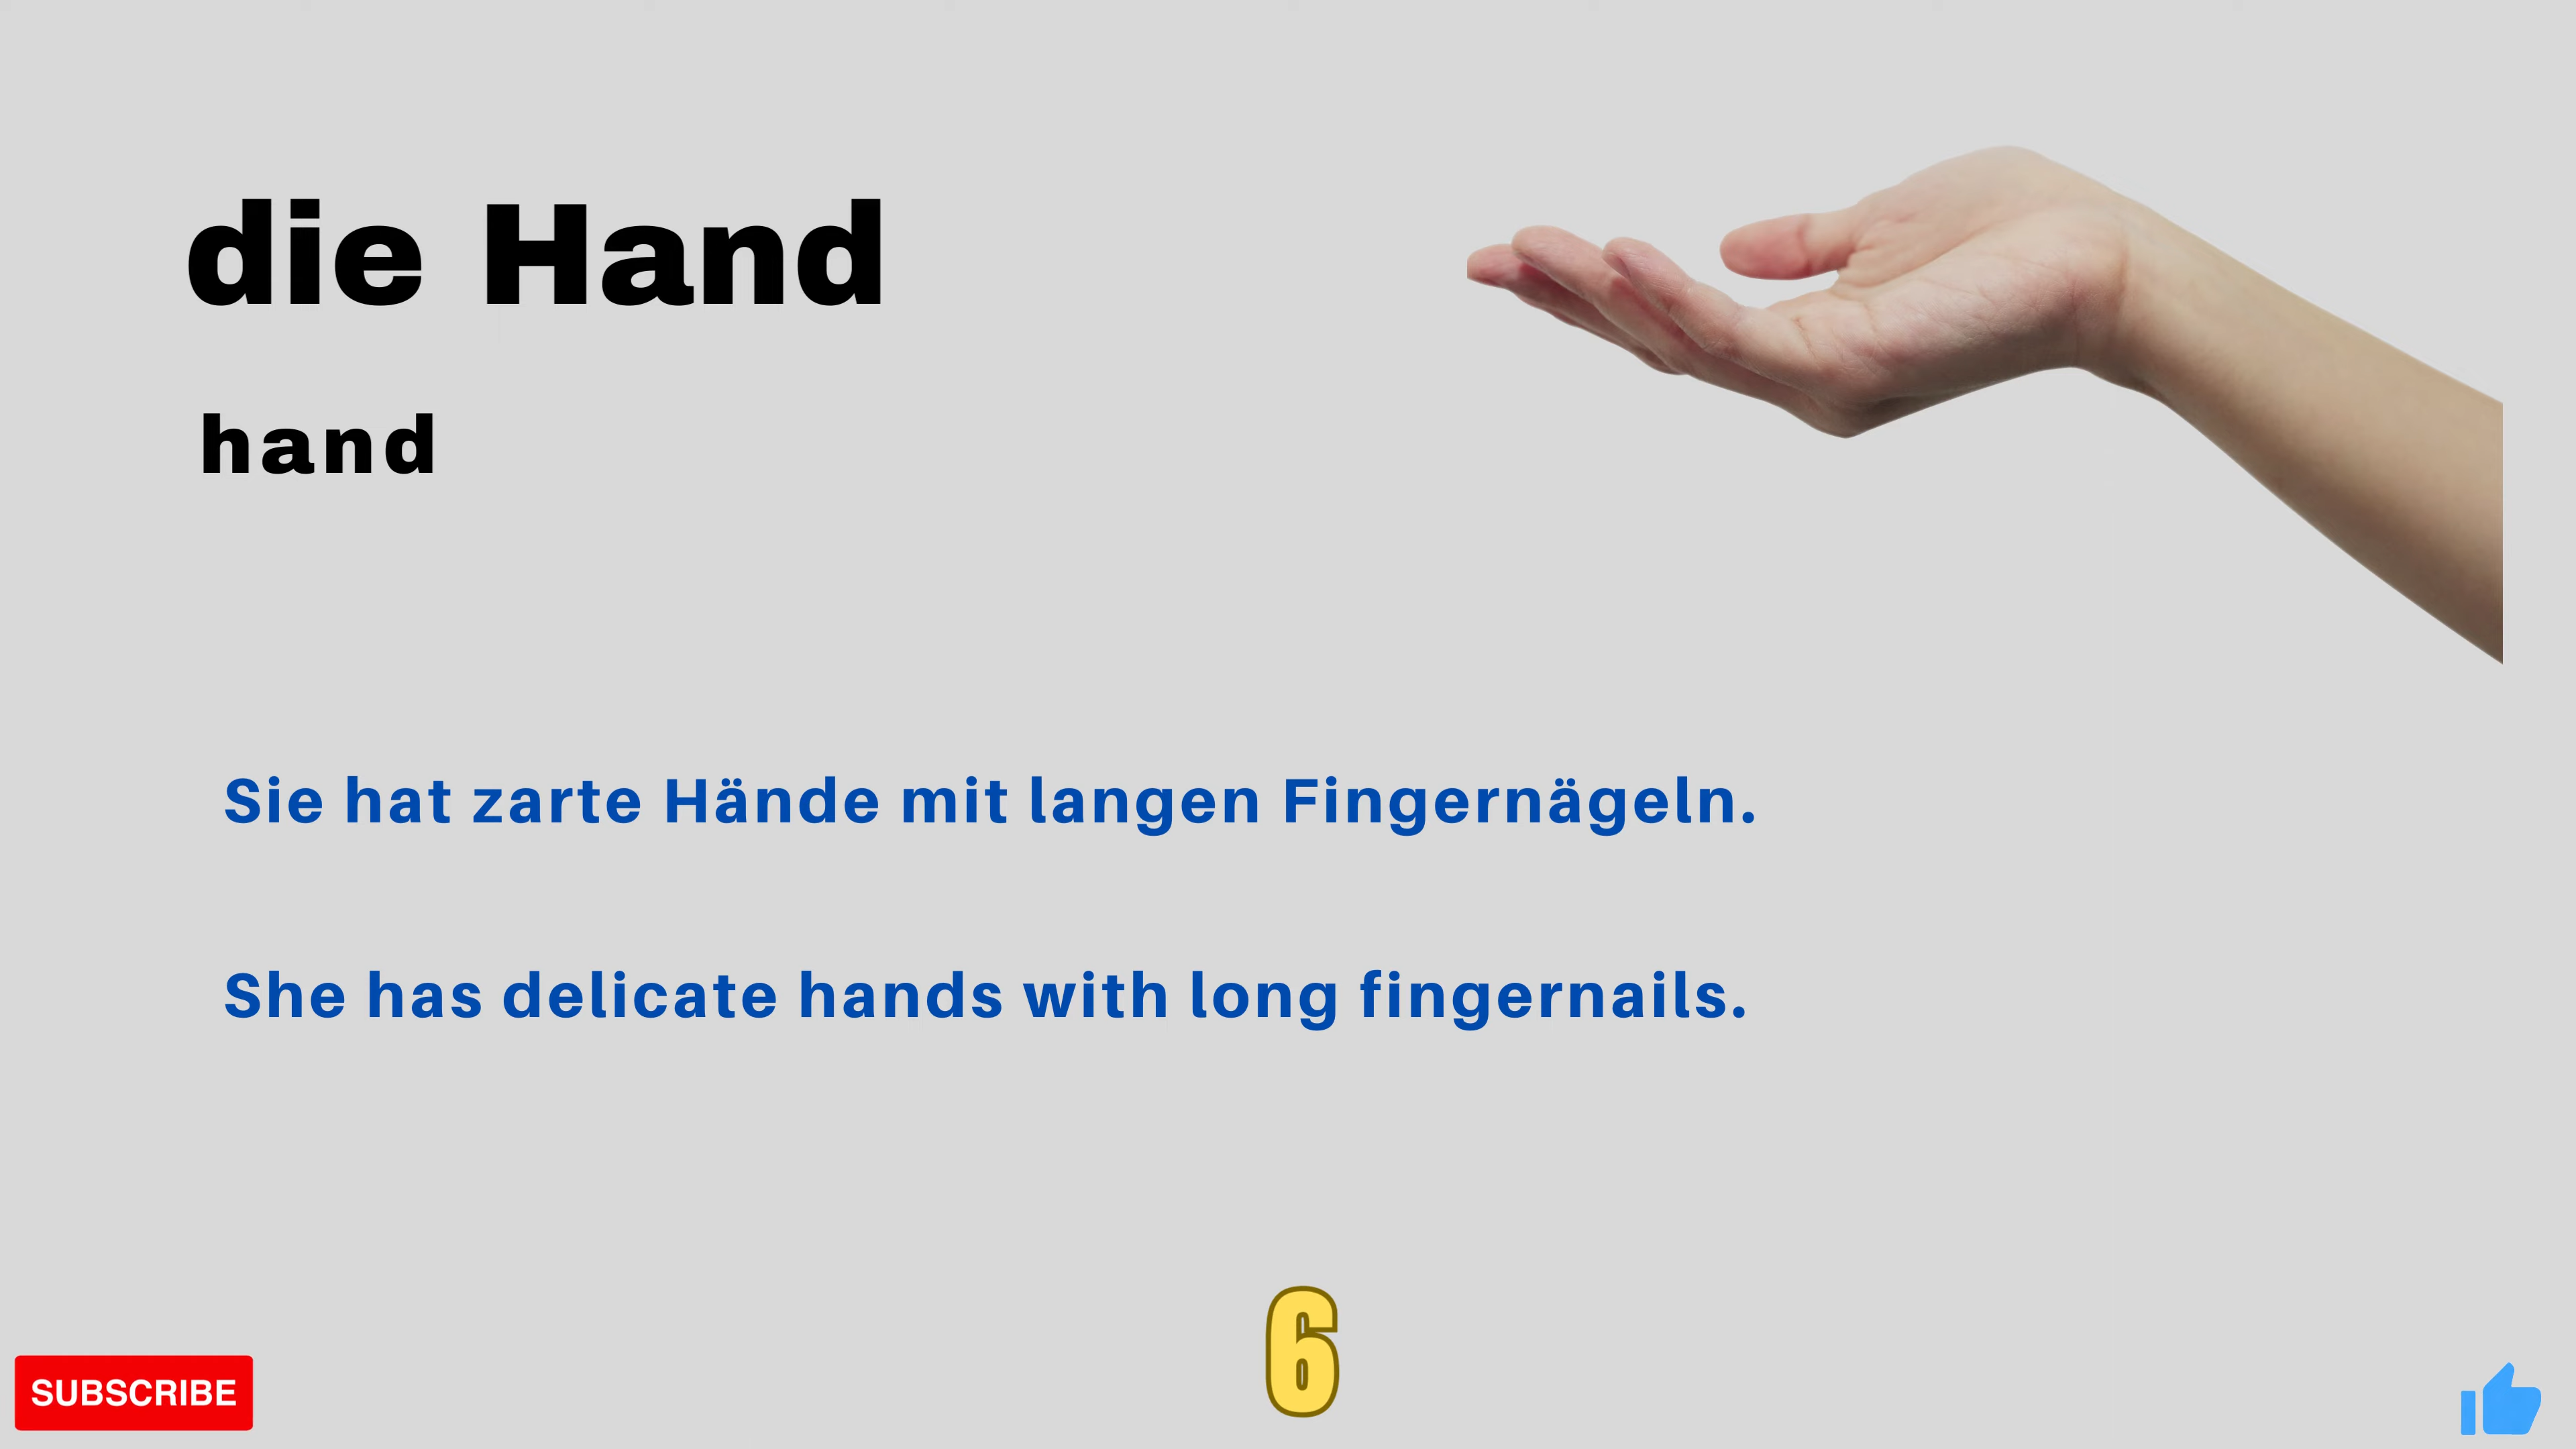 die Hand
hand
Sie hat zarte Hände mit langen Fingernägeln.
She has delicate hands with long fingernails.
6
SUBSCRIBE